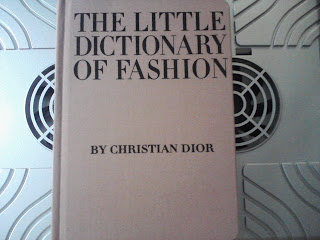 THE LITTLE
DICTIONARY
OF FASHION
BY CHRISTIAN DIOR